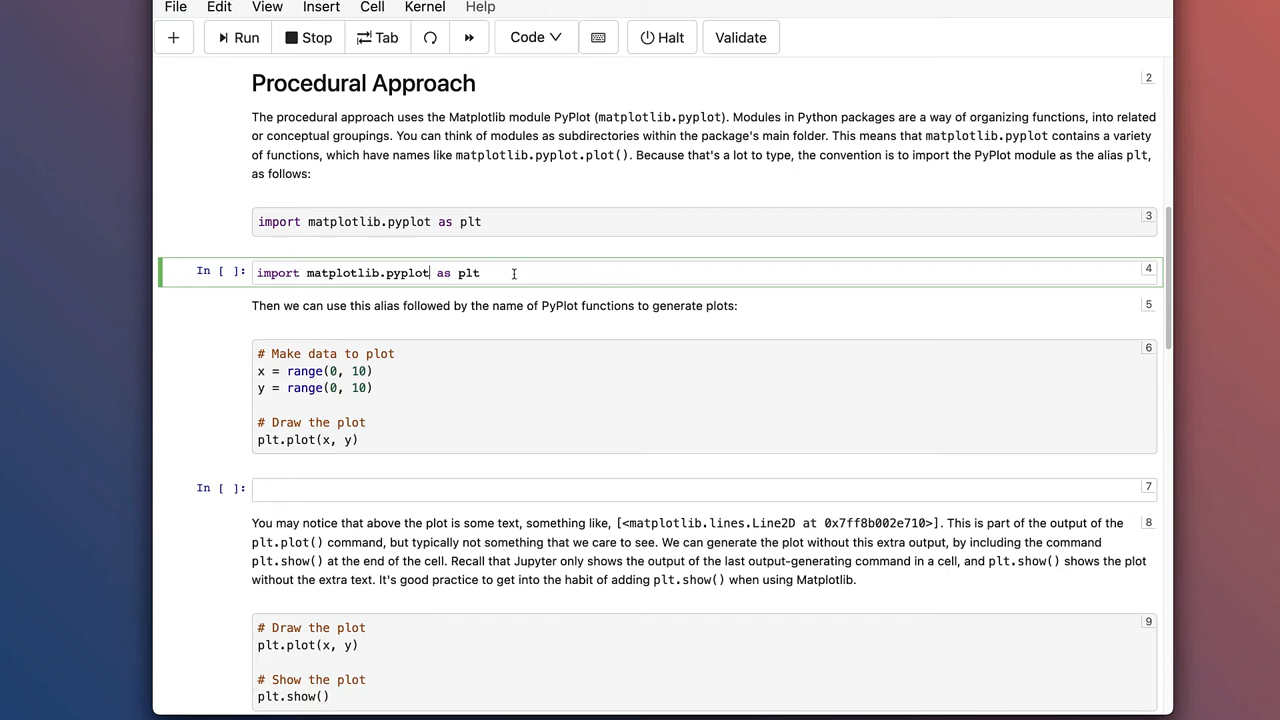 File Edit View Insert Cell Kernel Help
+ Run Stop Tab Code Halt Validate
Procedural Approach
2
The procedural approach uses the Matplotlib module PyPlot (matplotlib.pyplot). Modules in Python packages are a way of organizing functions, into related
or conceptual groupings. You can think of modules as subdirectories within the package's main folder. This means that matplotlib.pyplot contains a variety
of functions, which have names like matplotlib.pyplot.plot(). Because that's a lot to type, the convention is to import the PyPlot module as the alias plt,
as follows:
import matplotlib.pyplot as plt
3
In [ ]: import matplotlib.pyplot as plt
4
Then we can use this alias followed by the name of PyPlot functions to generate plots:
5
# Make data to plot
6
x = range(0, 10)
y = range(0, 10)
# Draw the plot
plt.plot(x, y)
In [ ]:
7
You may notice that above the plot is some text, something like, [<matplotlib.lines.Line2D at 0x7ff8b002e710>]. This is part of the output of the
8
plt.plot() command, but typically not something that we care to see. We can generate the plot without this extra output, by including the command
plt.show() at the end of the cell. Recall that Jupyter only shows the output of the last output-generating command in a cell, and plt.show() shows the plot
without the extra text. It's good practice to get into the habit of adding plt.show() when using Matplotlib.
# Draw the plot
9
plt.plot(x, y)
# Show the plot
plt.show()